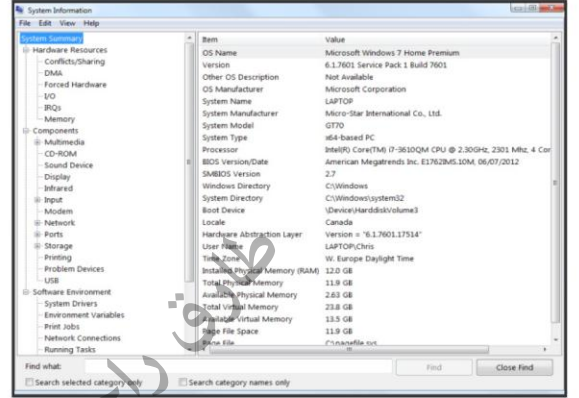 System Information
File Edit View Help
System Summary
Hardware Resources
Conflicts/Sharing
DMA
Forced Hardware
I/O
IRQs
Memory
Components
Multimedia
CD-ROM
Sound Device
Display
Infrared
Input
Modem
Network
Ports
Storage
Printing
Problem Devices
USB
Software Environment
System Drivers
Environment Variables
Print Jobs
Network Connections
Running Tasks
Item Value
OS Name Microsoft Windows 7 Home Premium
Version 6.1.7601 Service Pack 1 Build 7601
Other OS Description Not Available
OS Manufacturer Microsoft Corporation
System Name LAPTOP
System Manufacturer Micro-Star International Co., Ltd.
System Model GT70
System Type x64-based PC
Processor Intel(R) Core(TM) i7-3610QM CPU @ 2.30GHz, 2301 Mhz, 4 Cor
BIOS Version/Date American Megatrends Inc. E1762IMS.10M, 06/07/2012
SMBIOS Version 2.7
Windows Directory C:\Windows
System Directory C:\Windows\system32
Boot Device \Device\HarddiskVolume3
Locale Canada
Hardware Abstraction Layer Version = "6.1.7601.17514"
User Name LAPTOP\Chris
Time Zone W. Europe Daylight Time
Installed Physical Memory (RAM) 12.0 GB
Total Physical Memory 11.9 GB
Available Physical Memory 2.63 GB
Total Virtual Memory 23.8 GB
Available Virtual Memory 13.5 GB
Page File Space 11.9 GB
Page File C:\pagefile.sys
Find what: Find Close Find
Search selected category only Search category names only
طارق